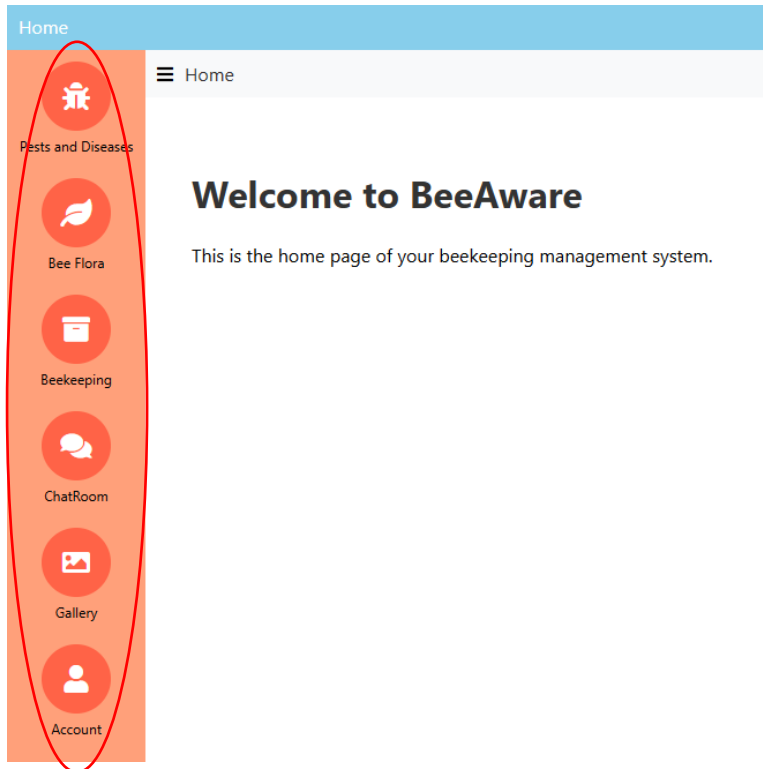 Home
Home
Pests and Diseases
Bee Flora
Beekeeping
ChatRoom
Gallery
Account
Welcome to BeeAware
This is the home page of your beekeeping management system.